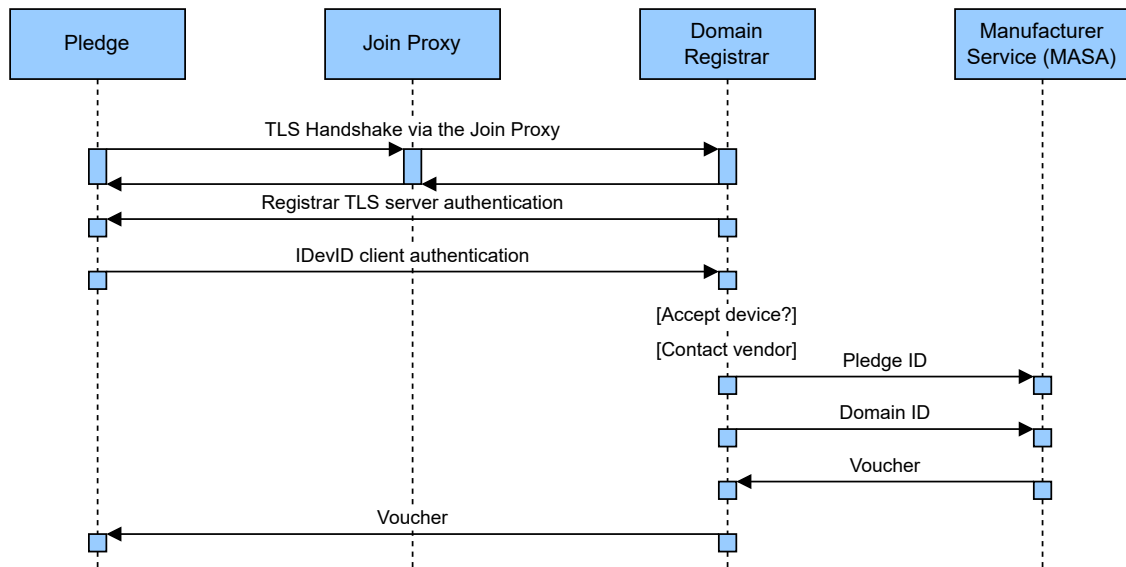 Pledge
Join Proxy
Domain
Registrar
Manufacturer
Service (MASA)
TLS Handshake via the Join Proxy
Registrar TLS server authentication
IDevID client authentication
[Accept device?]
[Contact vendor]
Pledge ID
Domain ID
Voucher
Voucher